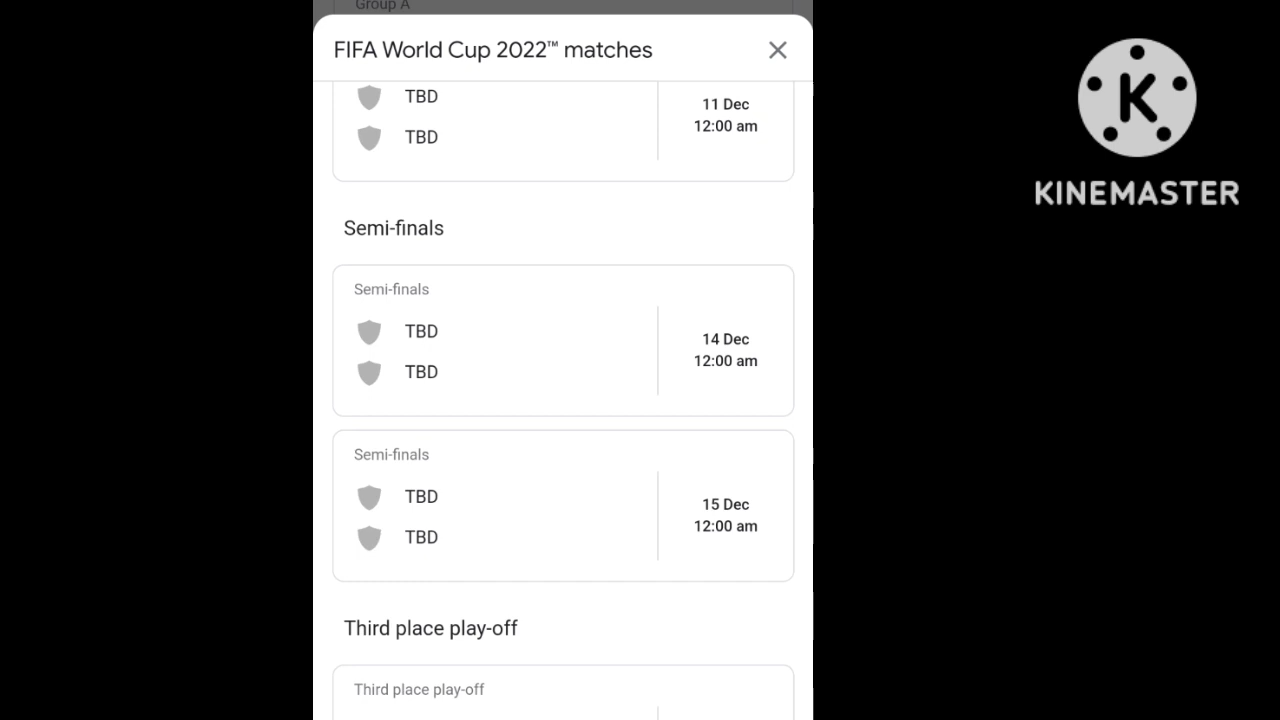 Group A
FIFA World Cup 2022™ matches
TBD
TBD
11 Dec
12:00 am
Semi-finals
Semi-finals
TBD
TBD
14 Dec
12:00 am
Semi-finals
TBD
TBD
15 Dec
12:00 am
Third place play-off
Third place play-off
K
KINEMASTER